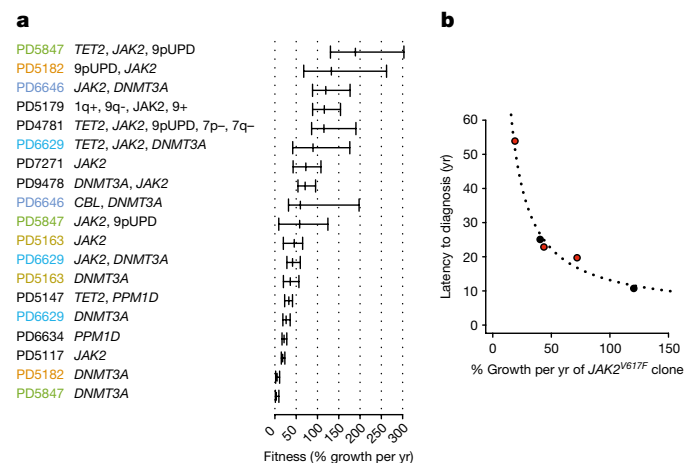 a
PD5847 TET2, JAK2, 9pUPD
PD5182 9pUPD, JAK2
PD6646 JAK2, DNMT3A
PD5179 1q+, 9q-, JAK2, 9+
PD4781 TET2, JAK2, 9pUPD, 7p–, 7q–
PD6629 TET2, JAK2, DNMT3A
PD7271 JAK2
PD9478 DNMT3A, JAK2
PD6646 CBL, DNMT3A
PD5847 JAK2, 9pUPD
PD5163 JAK2
PD6629 JAK2, DNMT3A
PD5163 DNMT3A
PD5147 TET2, PPM1D
PD6629 DNMT3A
PD6634 PPM1D
PD5117 JAK2
PD5182 DNMT3A
PD5847 DNMT3A
0 50 100 150 200 250 300
Fitness (% growth per yr)
b
Latency to diagnosis (yr)
60
50
40
30
20
10
0
0 50 100 150
% Growth per yr of JAK2V617F clone